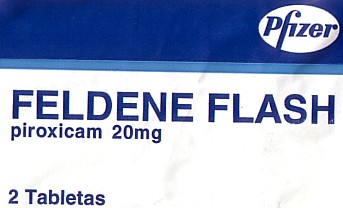 Pfizer
FELDENE FLASH
piroxicam 20mg
2 Tabletas